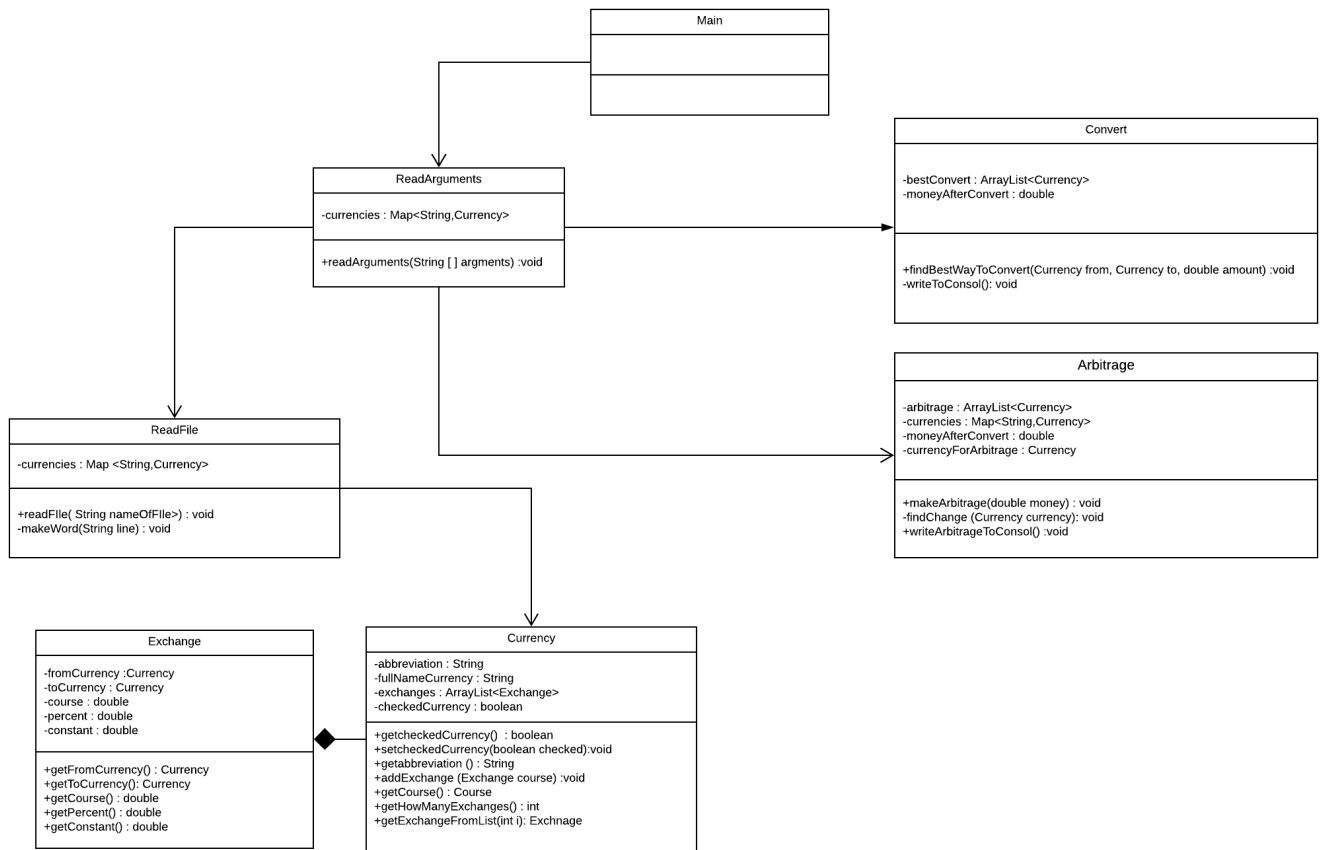 Main
ReadArguments
-currencies : Map<String,Currency>
+readArguments(String [ ] argments) :void
Convert
-bestConvert : ArrayList<Currency>
-moneyAfterConvert : double
+findBestWayToConvert(Currency from, Currency to, double amount) :void
-writeToConsol(): void
Arbitrage
-arbitrage : ArrayList<Currency>
-currencies : Map<String,Currency>
-moneyAfterConvert : double
-currencyForArbitrage : Currency
+makeArbitrage(double money) : void
-findChange (Currency currency): void
+writeArbitrageToConsol() :void
ReadFile
-currencies : Map <String,Currency>
+readFIle( String nameOfFIle>) : void
-makeWord(String line) : void
Exchange
-fromCurrency :Currency
-toCurrency : Currency
-course : double
-percent : double
-constant : double
+getFromCurrency() : Currency
+getToCurrency(): Currency
+getCourse() : double
+getPercent() : double
+getConstant() : double
Currency
-abbreviation : String
-fullNameCurrency : String
-exchanges : ArrayList<Exchange>
-checkedCurrency : boolean
+getcheckedCurrency() : boolean
+setcheckedCurrency(boolean checked):void
+getabbreviation () : String
+addExchange (Exchange course) :void
+getCourse() : Course
+getHowManyExchanges() : int
+getExchangeFromList(int i): Exchnage